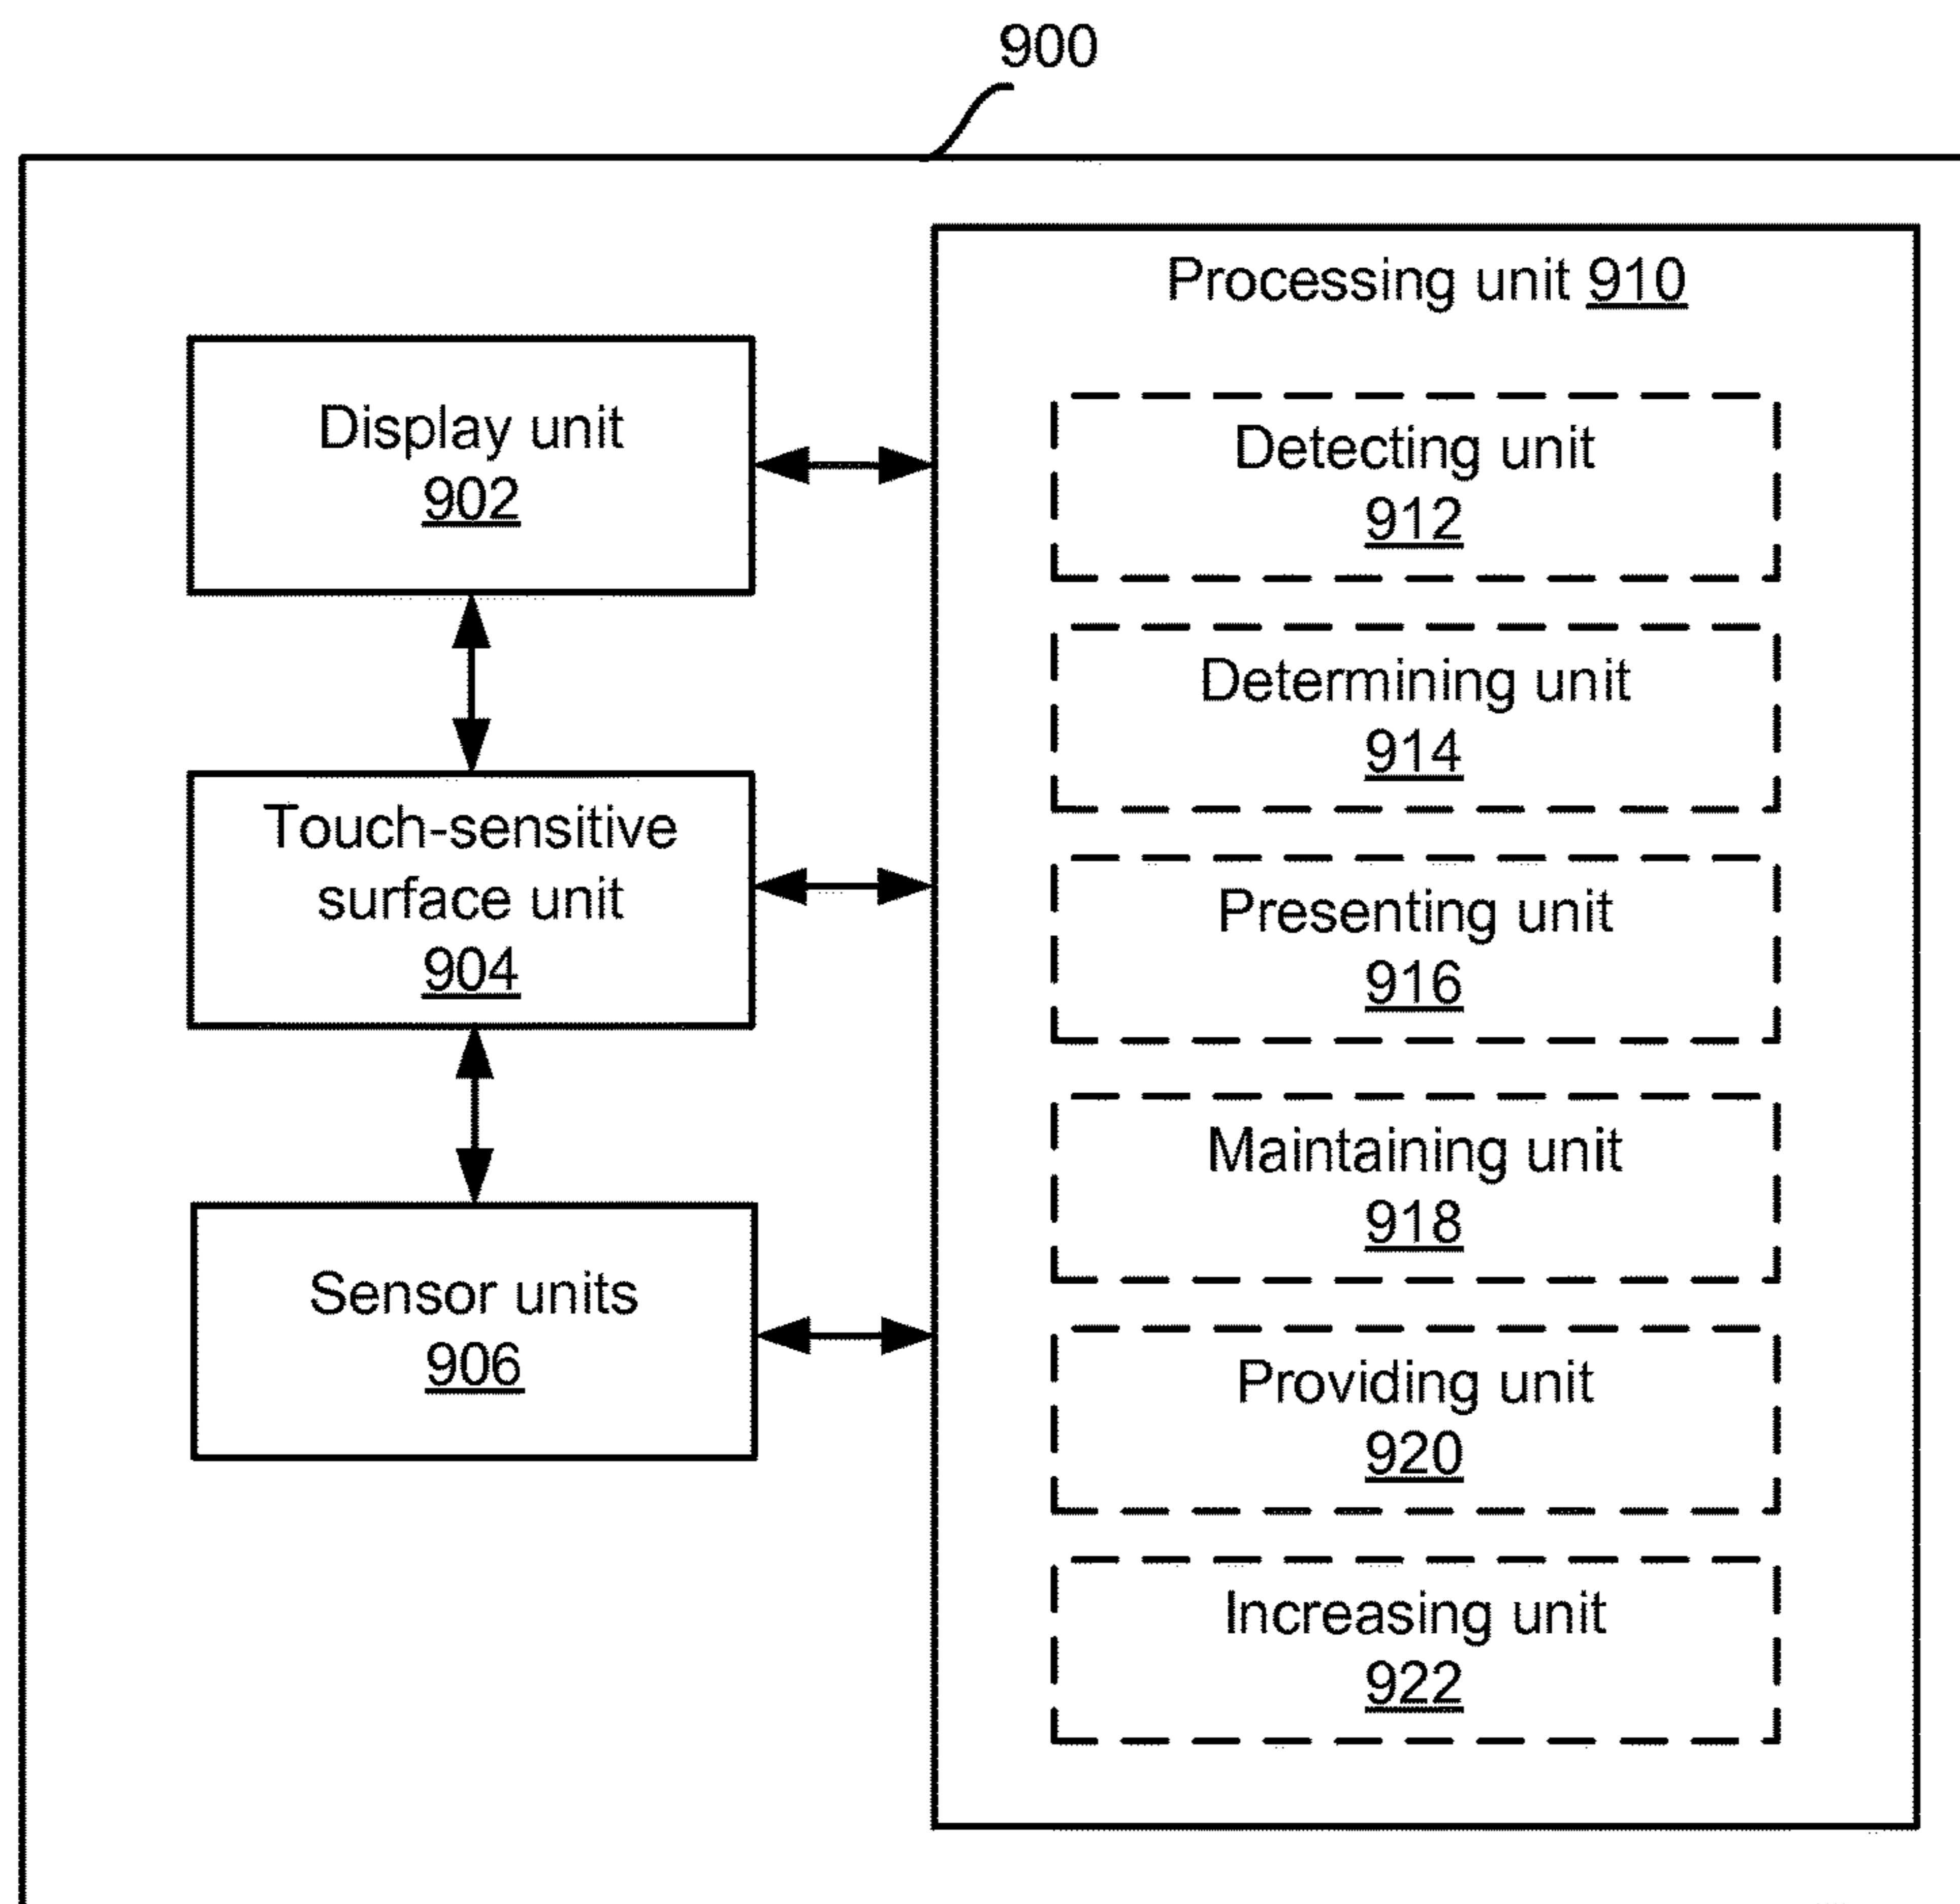 900
Processing unit 910
Display unit
902
Touch-sensitive
surface unit
904
Sensor units
906
Detecting unit
912
Determining unit
914
Presenting unit
916
Maintaining unit
918
Providing unit
920
Increasing unit
922